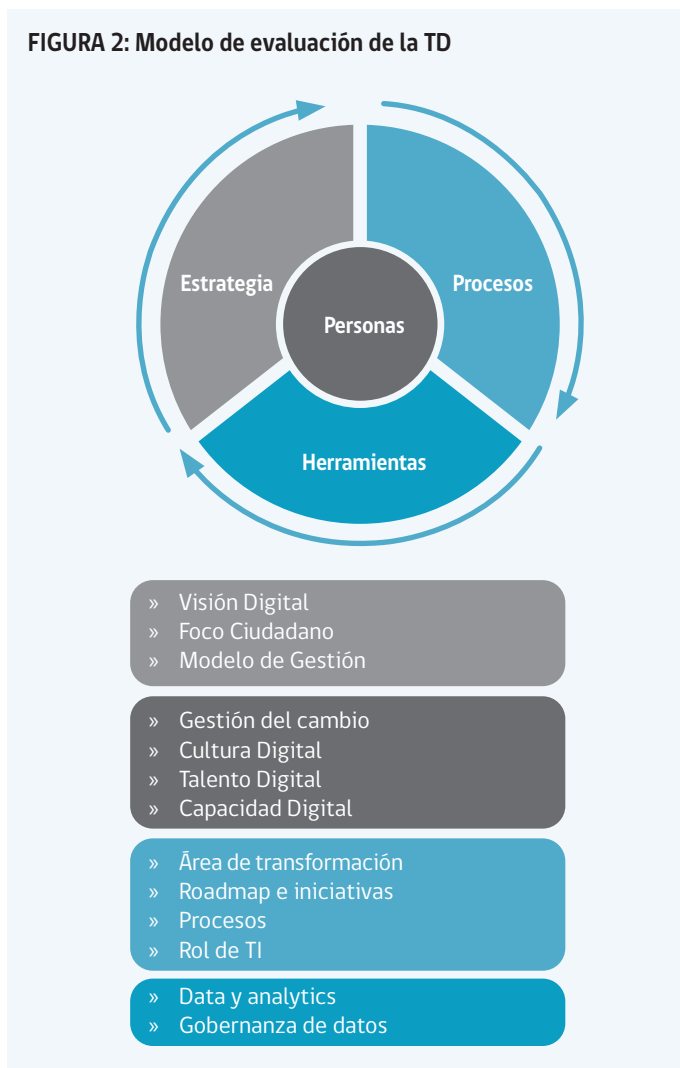 FIGURA 2: Modelo de evaluación de la TD
Estrategia
Procesos
Personas
Herramientas
» Visión Digital
» Foco Ciudadano
» Modelo de Gestión
» Gestión del cambio
» Cultura Digital
» Talento Digital
» Capacidad Digital
» Área de transformación
» Roadmap e iniciativas
» Procesos
» Rol de TI
» Data y analytics
» Gobernanza de datos